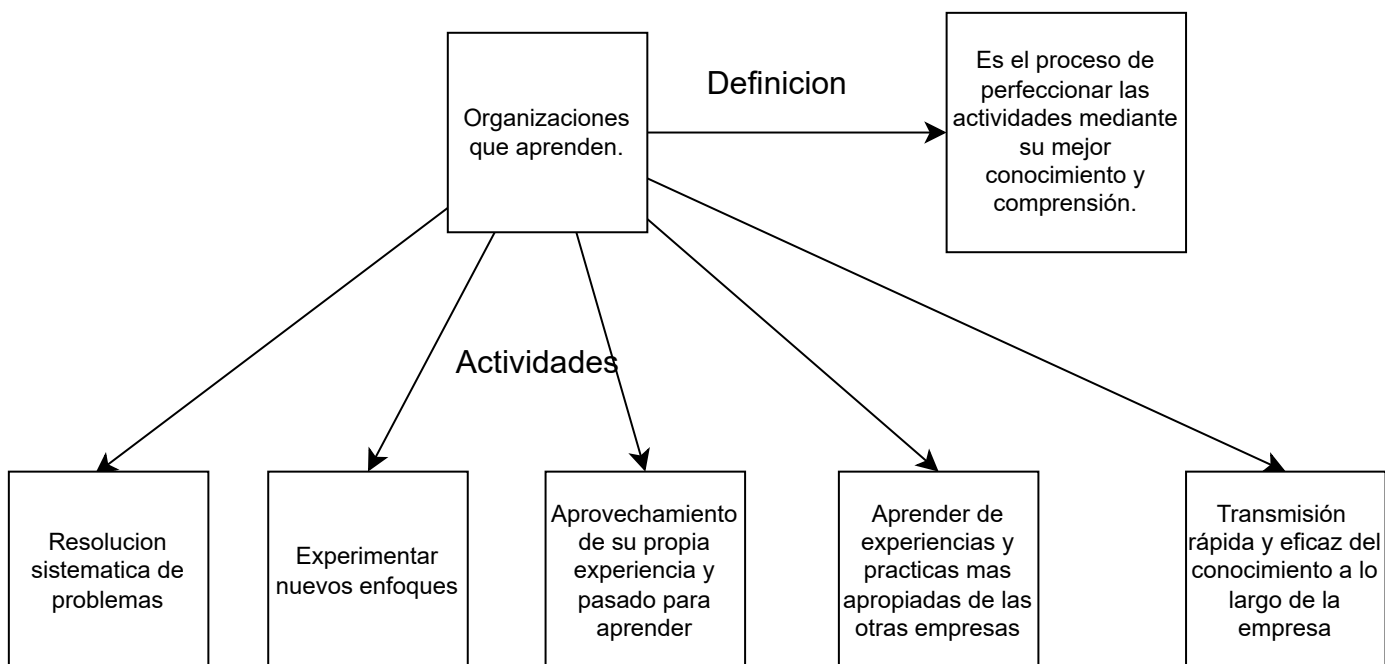 Organizaciones
que aprenden.
Definicion
Es el proceso de
perfeccionar las
actividades mediante
su mejor
conocimiento y
comprensión.
Actividades
Resolucion
sistematica de
problemas
Experimentar
nuevos enfoques
Aprovechamiento
de su propia
experiencia y
pasado para
aprender
Aprender de
experiencias y
practicas mas
apropiadas de las
otras empresas
Transmisión
rápida y eficaz del
conocimiento a lo
largo de la
empresa